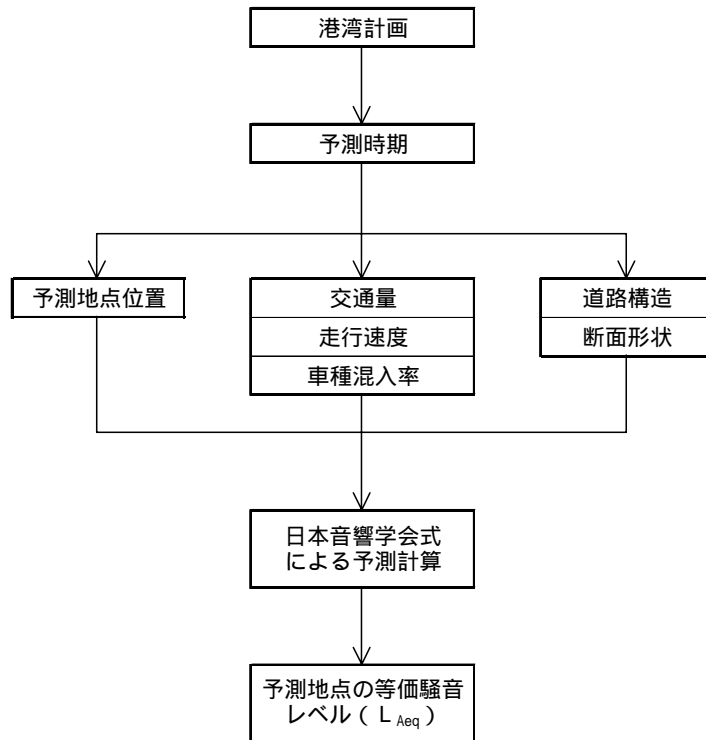 港湾計画
予測時期
予測地点位置
交通量
走行速度
車種混入率
道路構造
断面形状
日本音響学会式
による予測計算
予測地点の等価騒音
レベル（L Aeq）